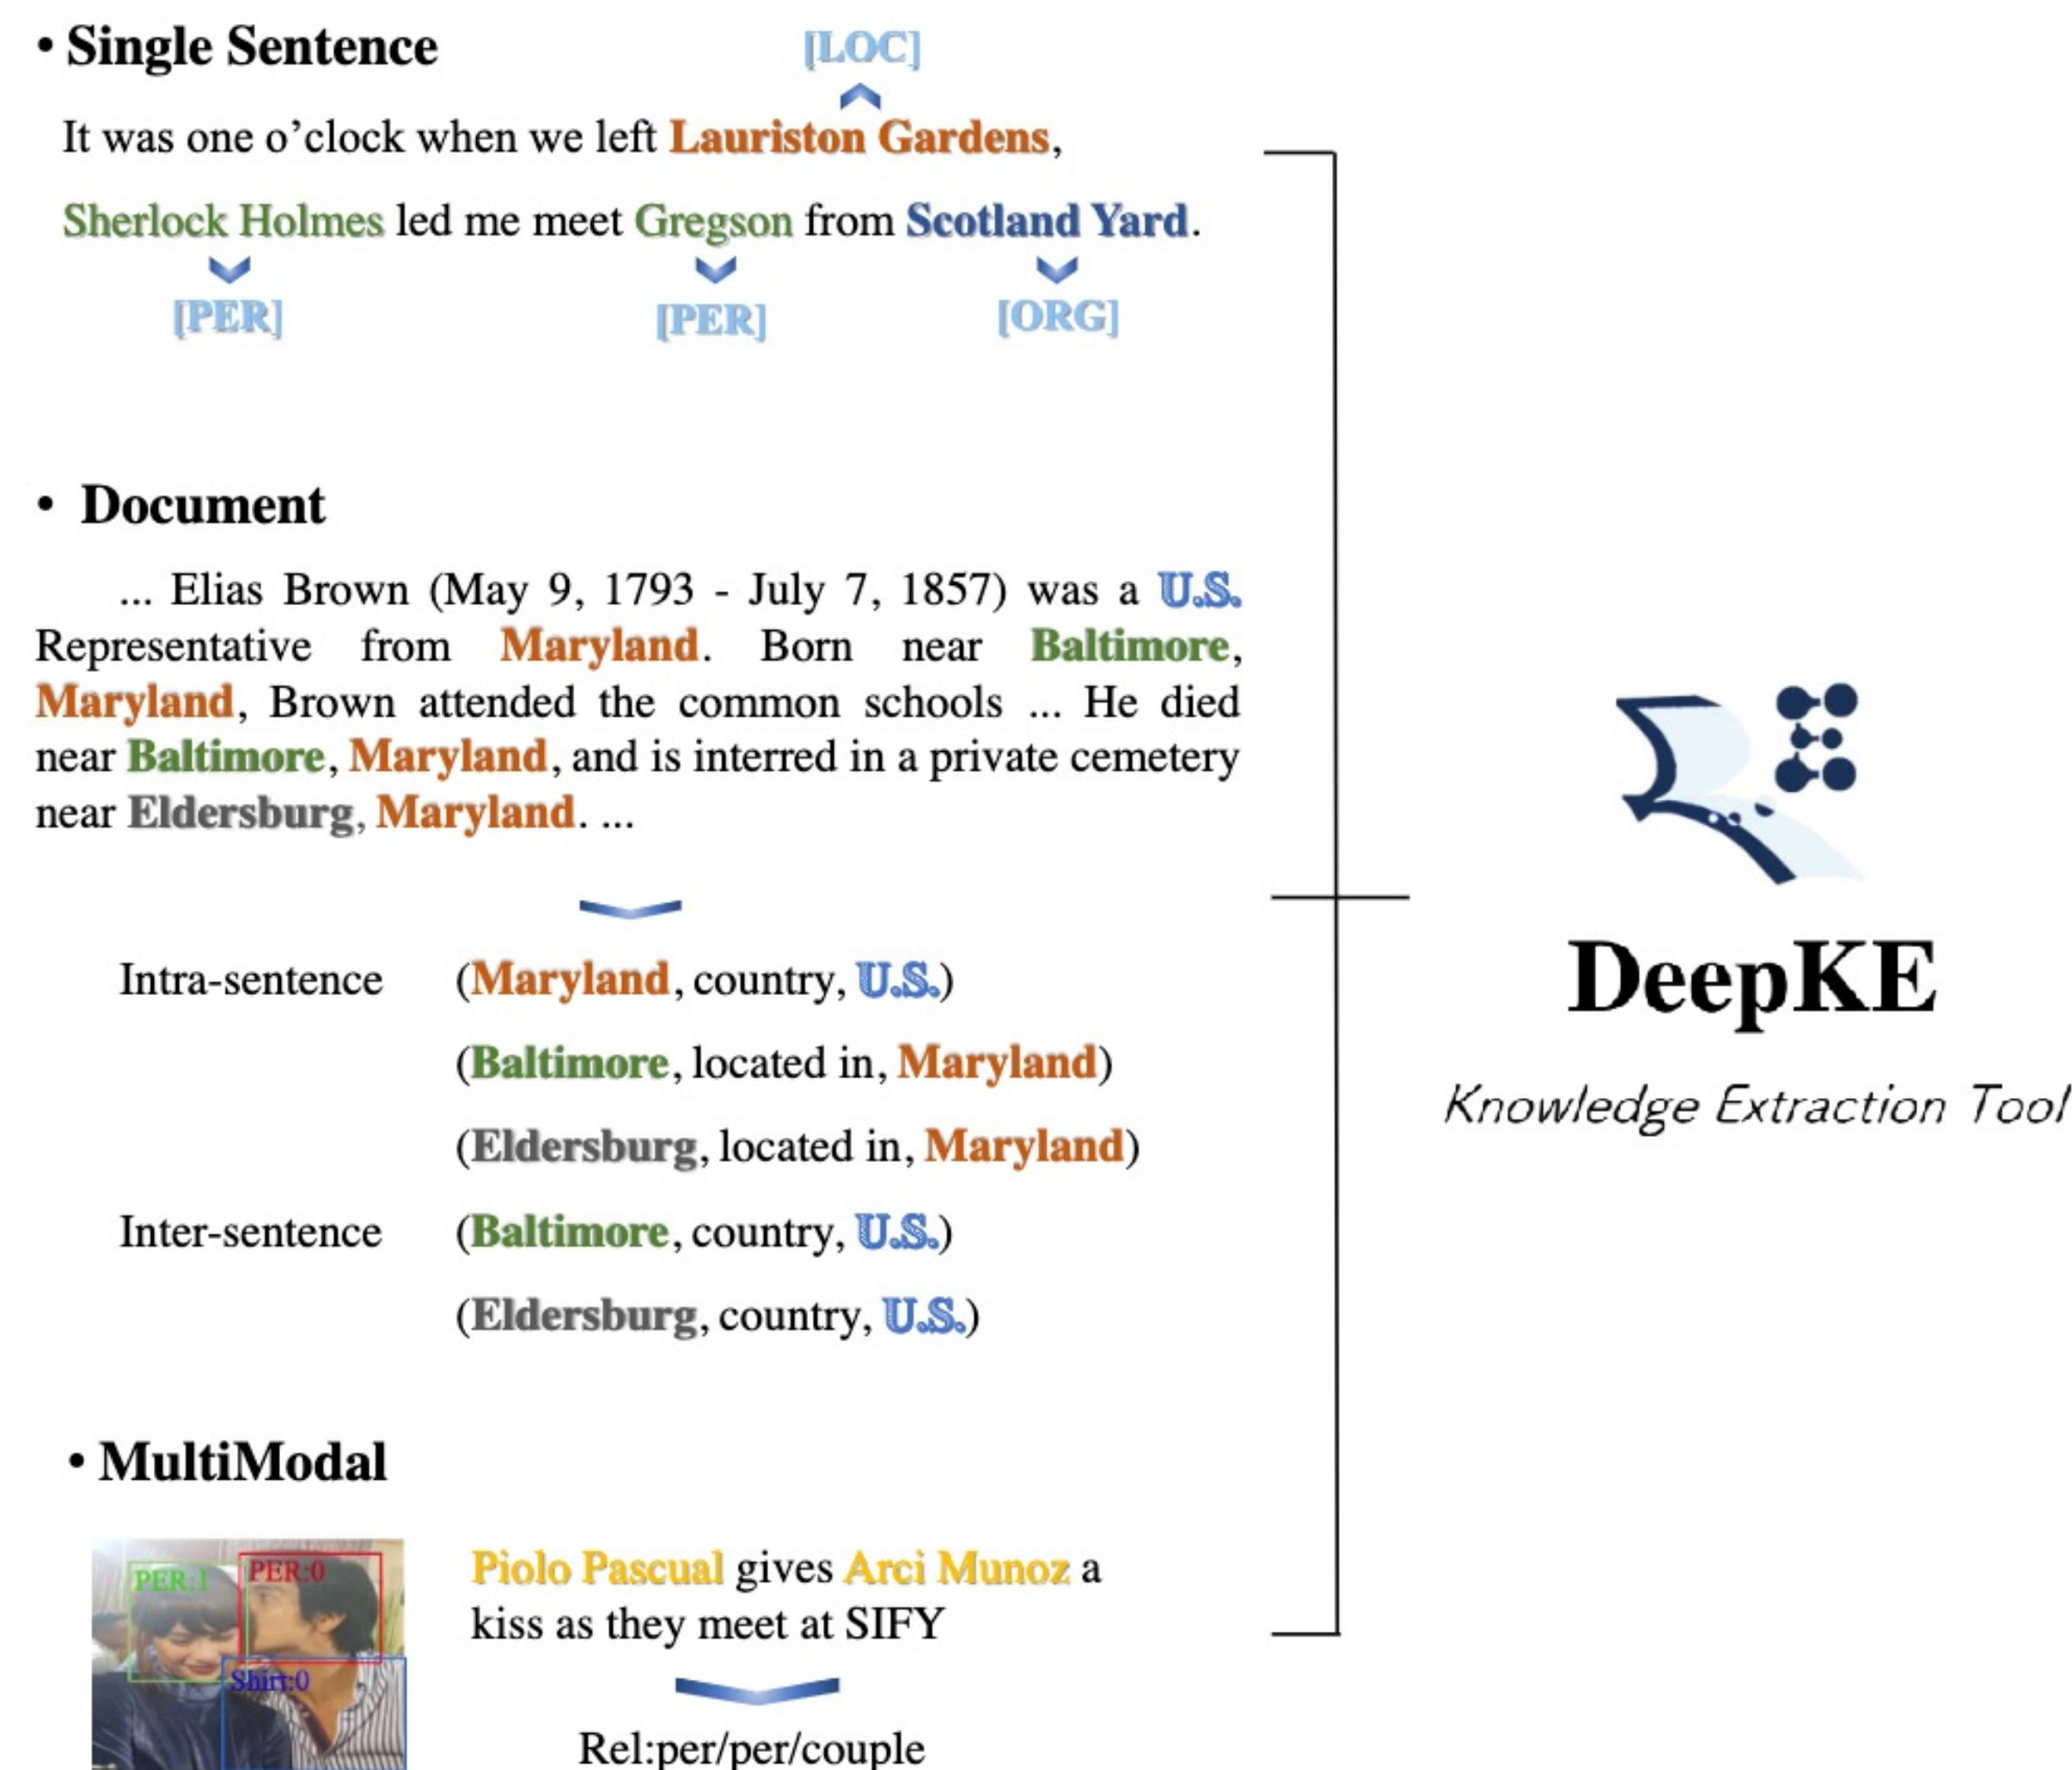 • Single Sentence
[LOC]
It was one o’clock when we left Lauriston Gardens,
Sherlock Holmes led me meet Gregson from Scotland Yard.
[PER] [PER] [ORG]
• Document
... Elias Brown (May 9, 1793 - July 7, 1857) was a U.S.
Representative from Maryland. Born near Baltimore,
Maryland, Brown attended the common schools ... He died
near Baltimore, Maryland, and is interred in a private cemetery
near Eldersburg, Maryland. ...
Intra-sentence (Maryland, country, U.S.)
(Baltimore, located in, Maryland)
(Eldersburg, located in, Maryland)
Inter-sentence (Baltimore, country, U.S.)
(Eldersburg, country, U.S.)
• MultiModal
PER:1 PER:0
Shirt:0
Piolo Pascual gives Arci Munoz a
kiss as they meet at SIFY
Rel:per/per/couple
DeepKE
Knowledge Extraction Tool